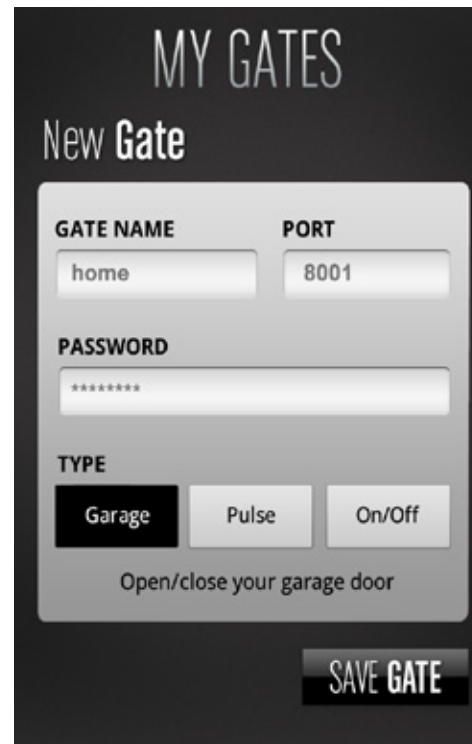 MY GATES
New Gate
GATE NAME PORT
home 8001
PASSWORD
********
TYPE
Garage Pulse On/Off
Open/close your garage door
SAVE GATE